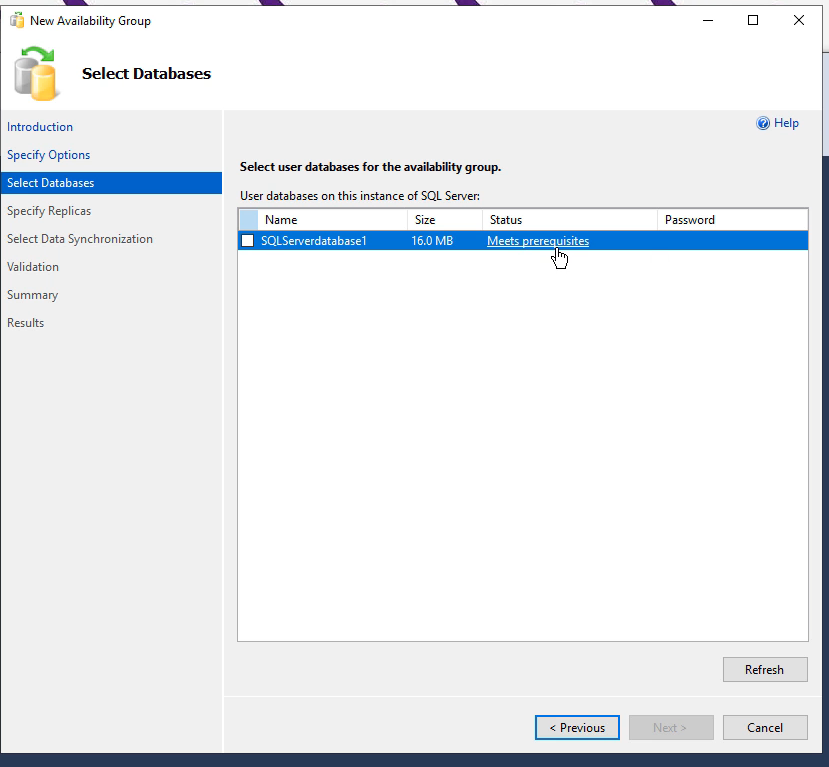 New Availability Group
Select Databases
Introduction
Specify Options
Select Databases
Specify Replicas
Select Data Synchronization
Validation
Summary
Results
Help
Select user databases for the availability group.
User databases on this instance of SQL Server:
Name Size Status Password
SQLServerdatabase1 16.0 MB Meets prerequisites
Refresh
< Previous Next > Cancel